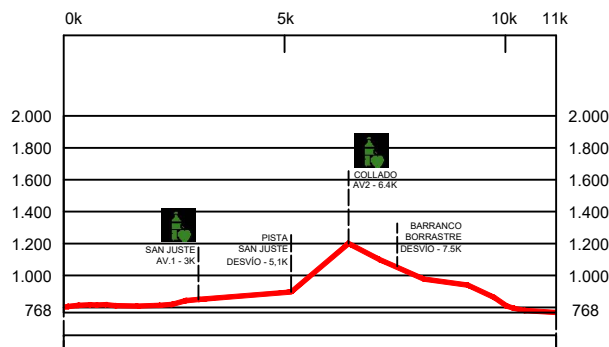 0k
5k
10k
11k
2.000
2.000
1.800
1.800
COLLADO
AV2 - 6.4K
1.600
1.600
1.400
1.400
BARRANCO
BORRASTRE
DESVÍO - 7.5K
PISTA
SAN JUSTE
DESVÍO - 5,1K
SAN JUSTE
AV.1 - 3K
1.200
1.200
1.000
1.000
768
768